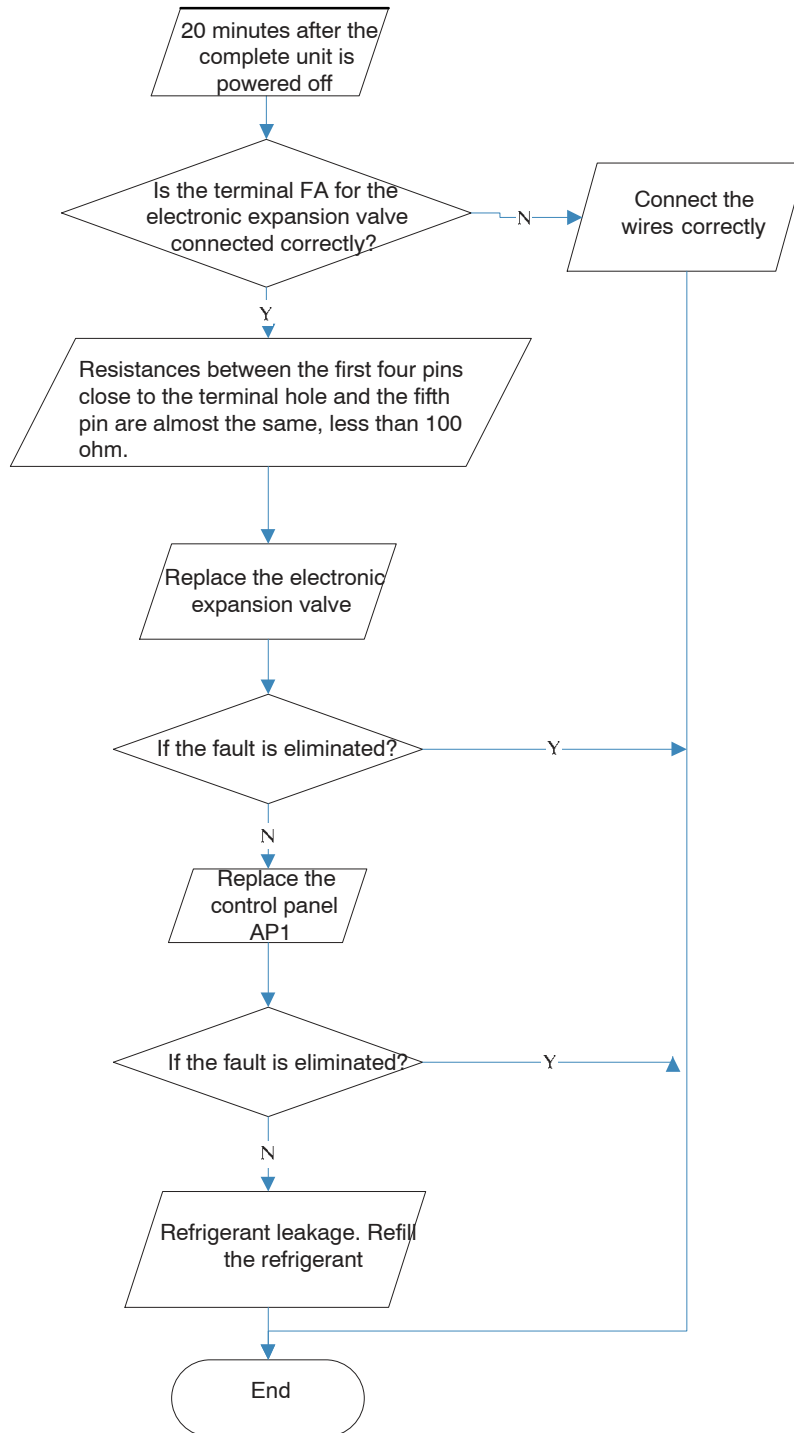 20 minutes after the
complete unit is
powered off
Is the terminal FA for the
electronic expansion valve
connected correctly?
N
Connect the
wires correctly
Y
Resistances between the first four pins
close to the terminal hole and the fifth
pin are almost the same, less than 100
ohm.
Replace the electronic
expansion valve
If the fault is eliminated?
Y
N
Replace the
control panel
AP1
If the fault is eliminated?
Y
N
Refrigerant leakage. Refill
the refrigerant
End